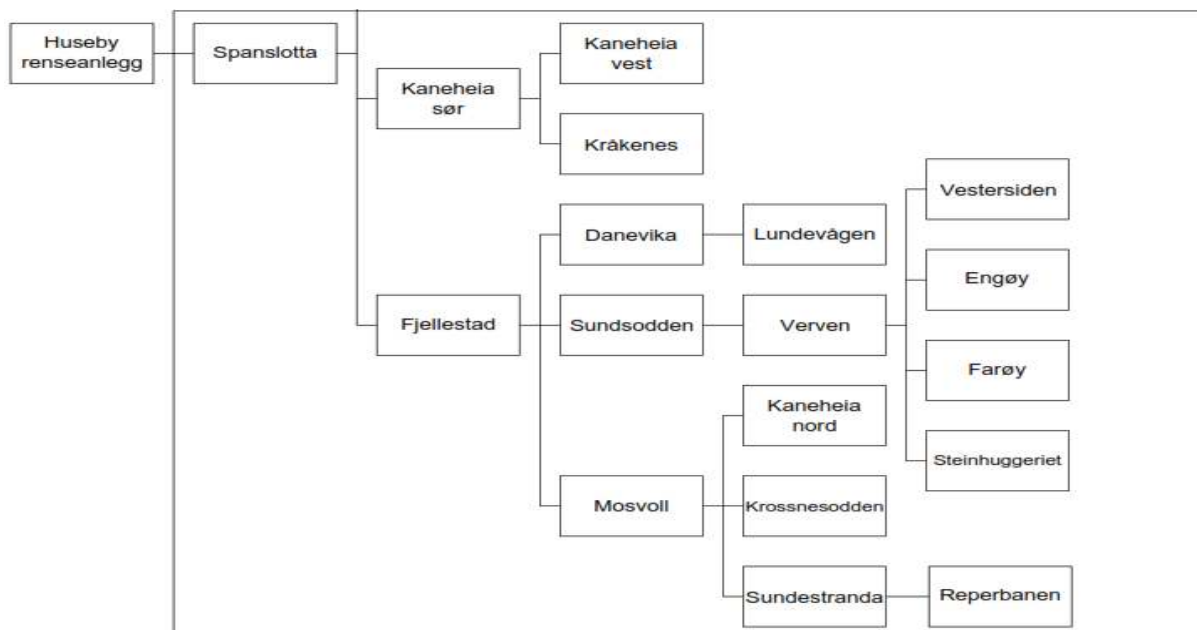 Huseby
renseanlegg
Spanslotta
Kaneheia
sør
Kaneheia
vest
Kråkenes
Fjellestad
Danevika
Lundevågen
Sundsodden
Verven
Vestersiden
Engøy
Farøy
Steinhuggeriet
Mosvoll
Kaneheia
nord
Krossnesodden
Sundestranda
Reperbanen